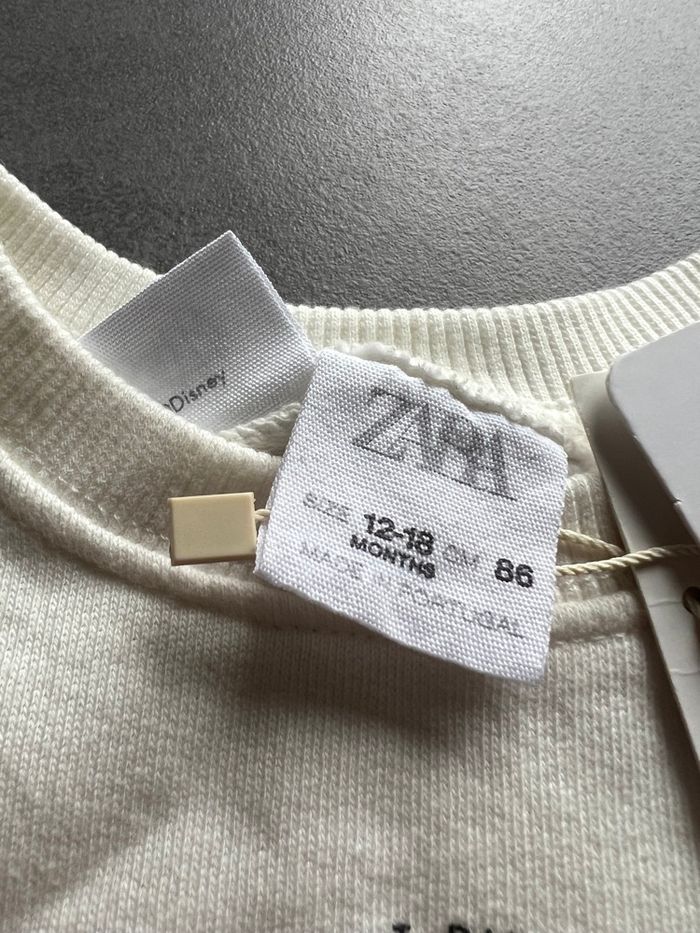 ©Disney
ZARA
SIZE 12-18 CM 86
MONTHS
MADE IN PORTUGAL